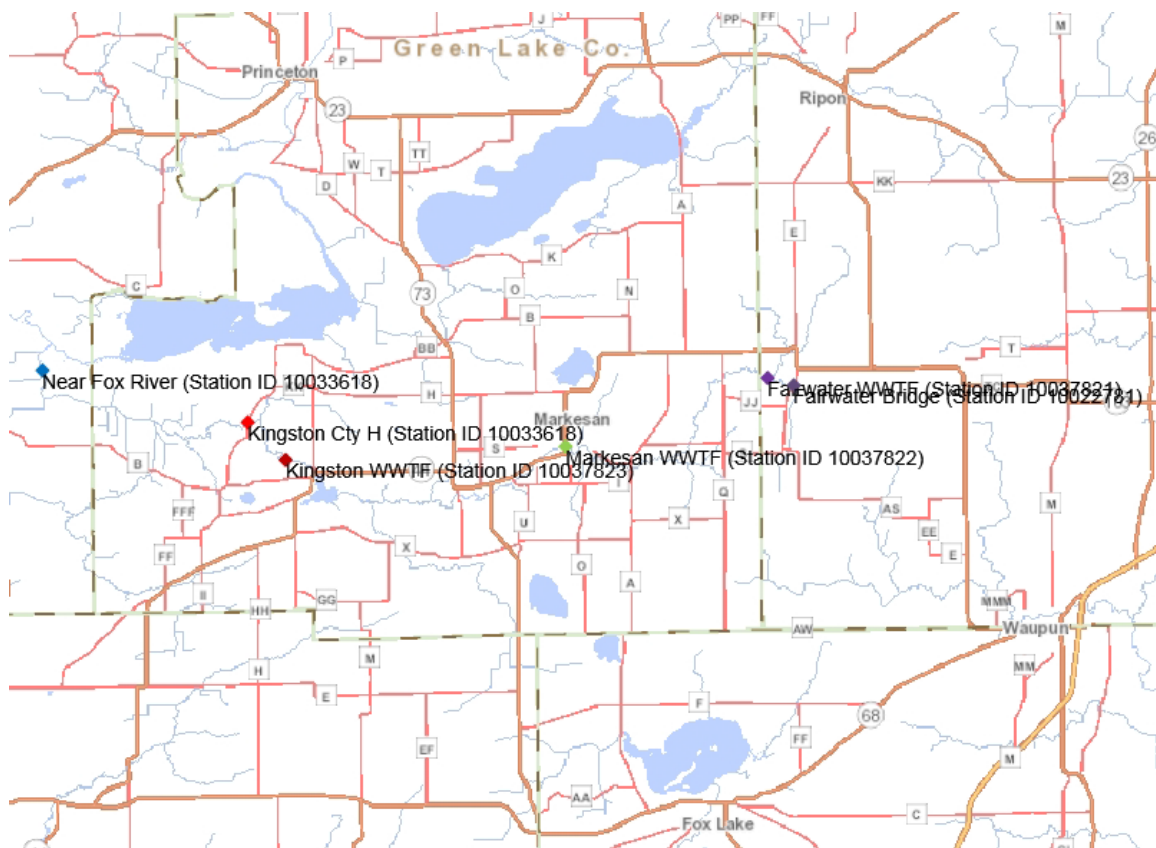 J
PP
FF
M
Green Lake Co.
P
Princeton
Ripon
23
26
TT
W
T
D
KK
23
A
E
K
C
O
N
73
B
BB
T
Near Fox River (Station ID 10033618)
H
JJ
Fairwater WWTF (Station ID 10037821)
Fairwater Bridge (Station ID 10022781)
Markesan
Kingston Cty H (Station ID 10033618)
S
Markesan WWTF (Station ID 10037822)
B
Kingston WWTF (Station ID 10037823)
I
Q
FFF
U
X
AS
M
EE
X
FF
E
O
A
II
GG
HH
MMM
AW
Waupun
M
H
MM
E
F
68
FF
EF
M
AA
C
Fox Lake